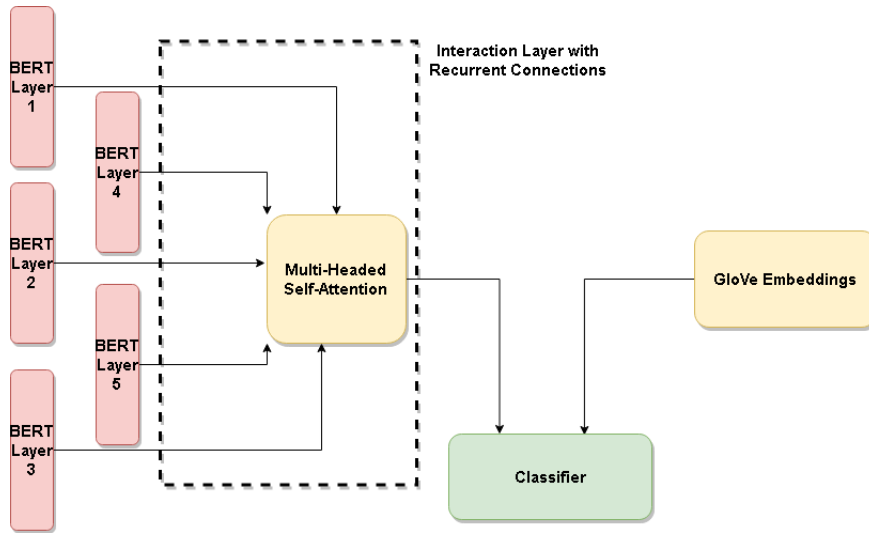 BERT
Layer
1
BERT
Layer
4
BERT
Layer
2
BERT
Layer
5
BERT
Layer
3
Interaction Layer with
Recurrent Connections
Multi-Headed
Self-Attention
GloVe Embeddings
Classifier